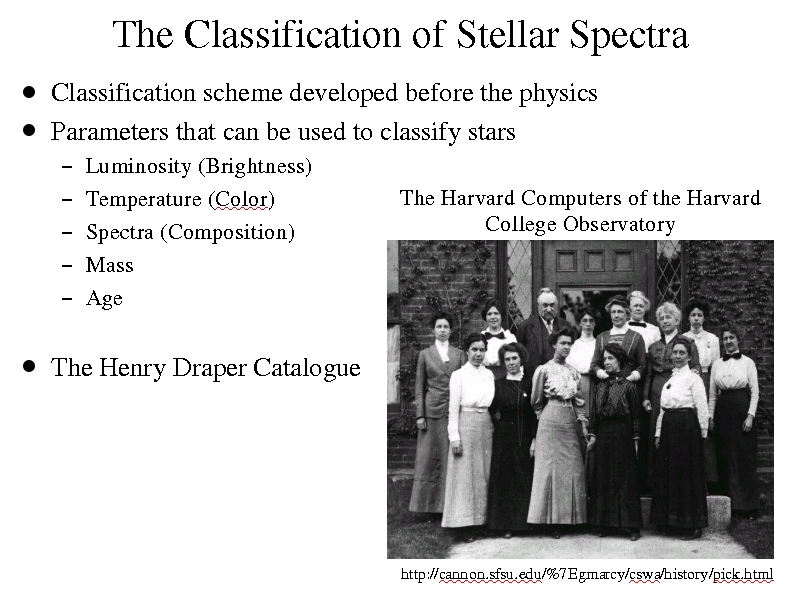 The Classification of Stellar Spectra
• Classification scheme developed before the physics
• Parameters that can be used to classify stars
– Luminosity (Brightness)
– Temperature (Color)
– Spectra (Composition)
– Mass
– Age
• The Henry Draper Catalogue
The Harvard Computers of the Harvard
College Observatory
http://cannon.sfsu.edu/%7Egmarcy/cswa/history/pick.html